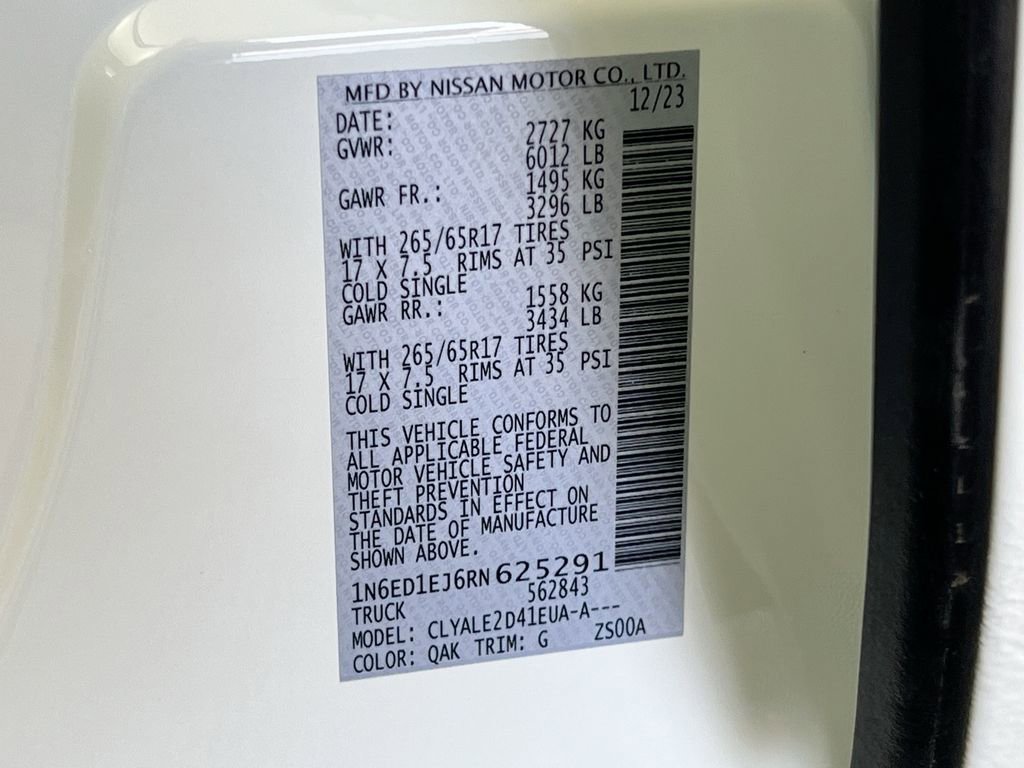 MFD BY NISSAN MOTOR CO., LTD.
DATE: 12/23
GVWR: 2727 KG
6012 LB
GAWR FR.: 1495 KG
3296 LB
WITH 265/65R17 TIRES
17 X 7.5 RIMS AT 35 PSI
COLD SINGLE
GAWR RR.: 1558 KG
3434 LB
WITH 265/65R17 TIRES
17 X 7.5 RIMS AT 35 PSI
COLD SINGLE
THIS VEHICLE CONFORMS TO
ALL APPLICABLE FEDERAL
MOTOR VEHICLE SAFETY AND
THEFT PREVENTION
STANDARDS IN EFFECT ON
THE DATE OF MANUFACTURE
SHOWN ABOVE.
1N6ED1EJ6RN625291
TRUCK 562843
MODEL: CLYALE2D41EUA-A---
COLOR: QAK TRIM: G ZS00A